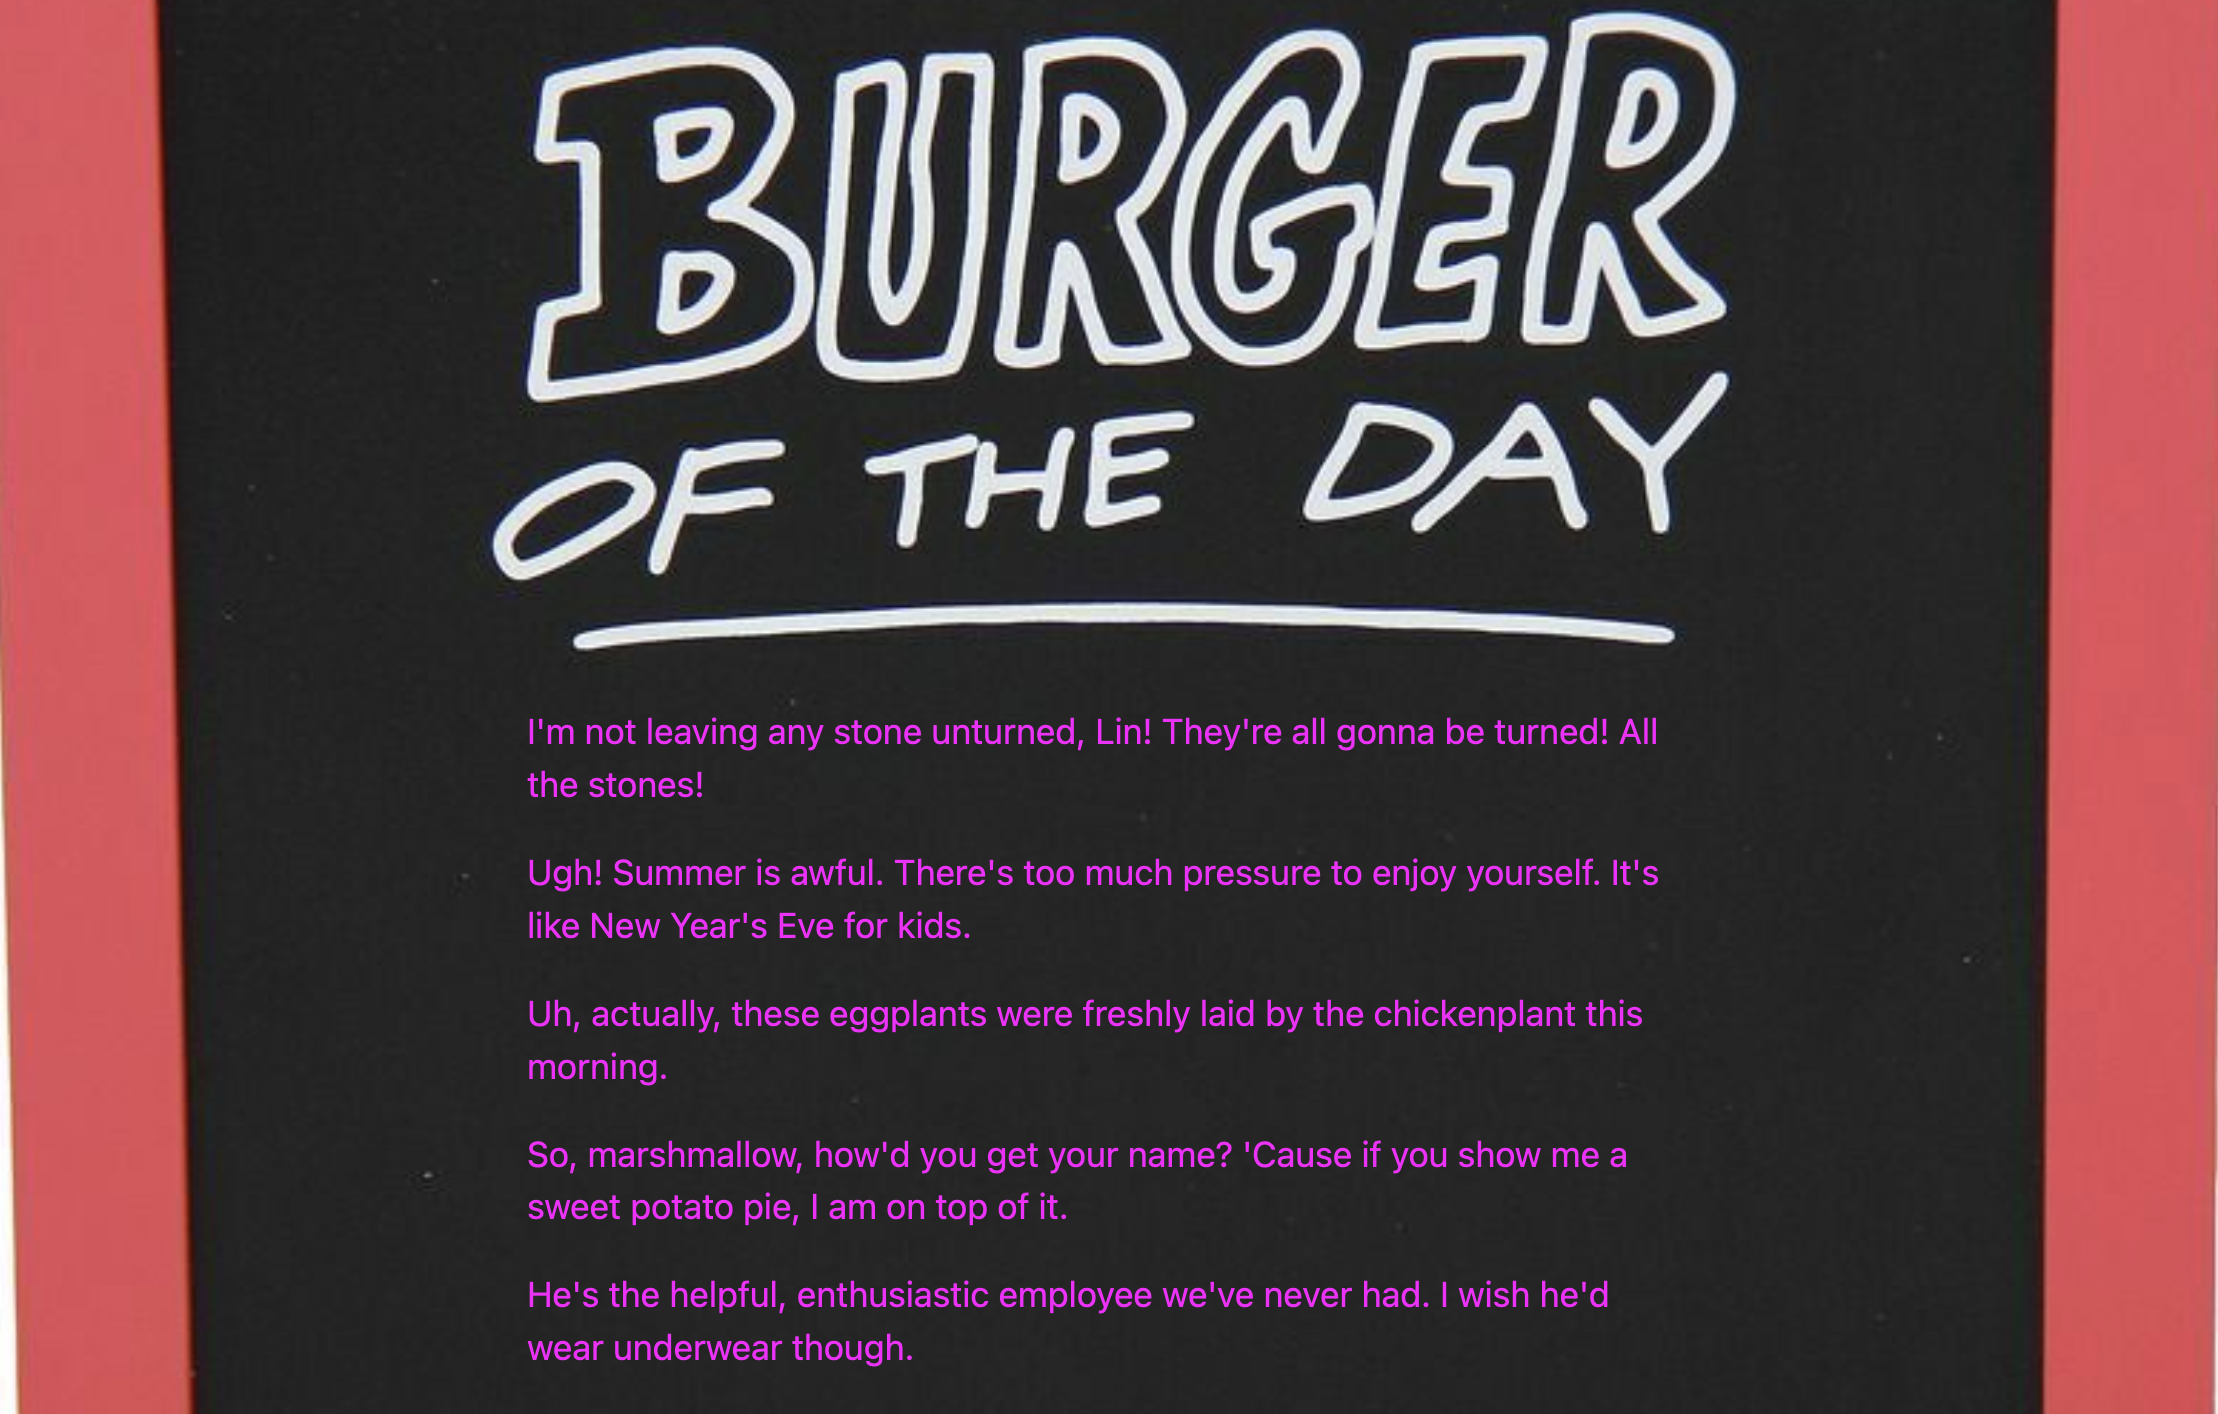 BURGER
OF THE DAY
I'm not leaving any stone unturned, Lin! They're all gonna be turned! All
the stones!
Ugh! Summer is awful. There's too much pressure to enjoy yourself. It's
like New Year's Eve for kids.
Uh, actually, these eggplants were freshly laid by the chickenplant this
morning.
So, marshmallow, how'd you get your name? 'Cause if you show me a
sweet potato pie, I am on top of it.
He's the helpful, enthusiastic employee we've never had. I wish he'd
wear underwear though.